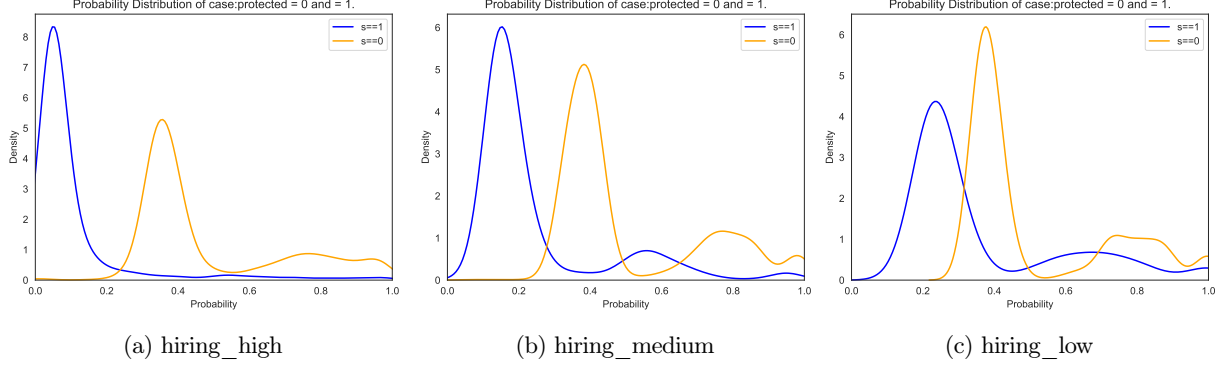 Probability Distribution of case:protected = 0 and = 1.
s==1
s==0
Density
8
7
6
5
4
3
2
1
0
0.0 0.2 0.4 0.6 0.8 1.0
Probability
(a) hiring_high
Probability Distribution of case:protected = 0 and = 1.
s==1
s==0
Density
6
5
4
3
2
1
0
0.0 0.2 0.4 0.6 0.8 1.0
Probability
(b) hiring_medium
Probability Distribution of case:protected = 0 and = 1.
s==1
s==0
Density
6
5
4
3
2
1
0
0.0 0.2 0.4 0.6 0.8 1.0
Probability
(c) hiring_low